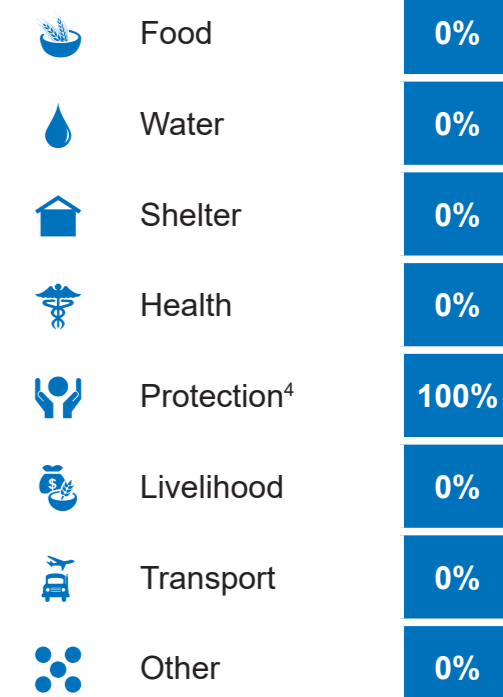 Food 0%
Water 0%
Shelter 0%
Health 0%
Protection⁴ 100%
$
Livelihood 0%
Transport 0%
Other 0%